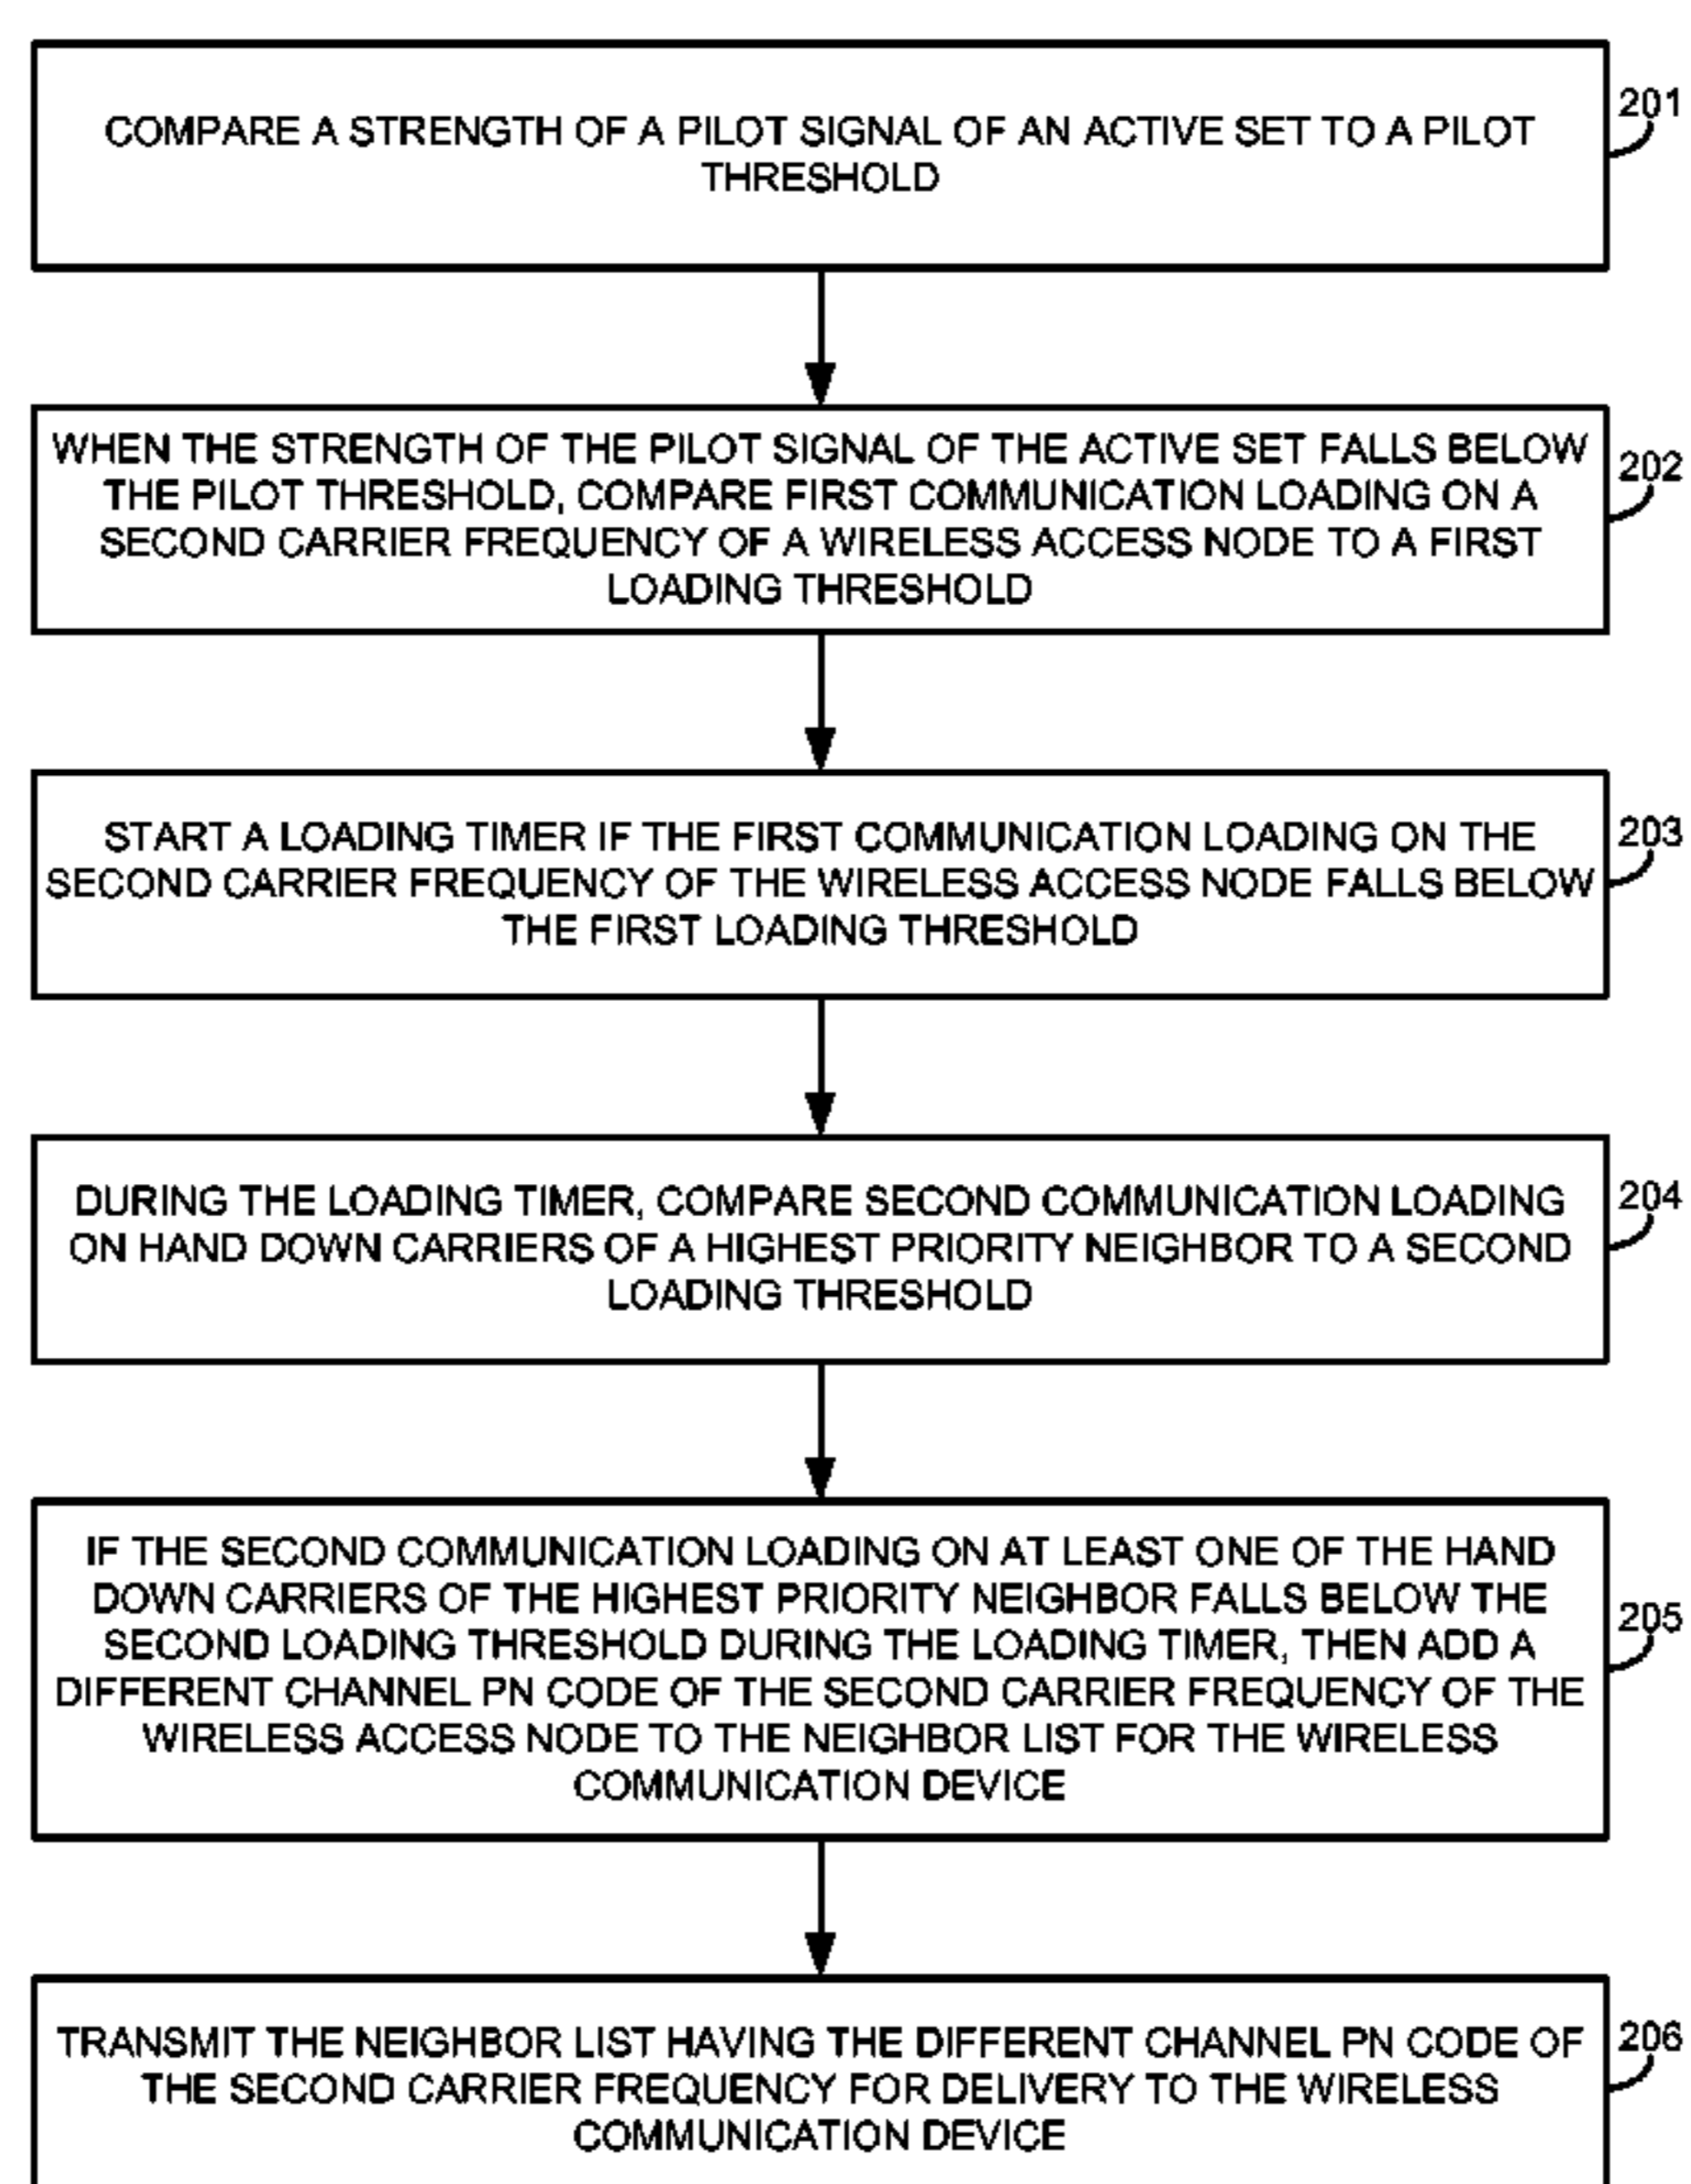 201
COMPARE A STRENGTH OF A PILOT SIGNAL OF AN ACTIVE SET TO A PILOT
THRESHOLD
202
WHEN THE STRENGTH OF THE PILOT SIGNAL OF THE ACTIVE SET FALLS BELOW
THE PILOT THRESHOLD, COMPARE FIRST COMMUNICATION LOADING ON A
SECOND CARRIER FREQUENCY OF A WIRELESS ACCESS NODE TO A FIRST
LOADING THRESHOLD
203
START A LOADING TIMER IF THE FIRST COMMUNICATION LOADING ON THE
SECOND CARRIER FREQUENCY OF THE WIRELESS ACCESS NODE FALLS BELOW
THE FIRST LOADING THRESHOLD
204
DURING THE LOADING TIMER, COMPARE SECOND COMMUNICATION LOADING
ON HAND DOWN CARRIERS OF A HIGHEST PRIORITY NEIGHBOR TO A SECOND
LOADING THRESHOLD
205
IF THE SECOND COMMUNICATION LOADING ON AT LEAST ONE OF THE HAND
DOWN CARRIERS OF THE HIGHEST PRIORITY NEIGHBOR FALLS BELOW THE
SECOND LOADING THRESHOLD DURING THE LOADING TIMER, THEN ADD A
DIFFERENT CHANNEL PN CODE OF THE SECOND CARRIER FREQUENCY OF THE
WIRELESS ACCESS NODE TO THE NEIGHBOR LIST FOR THE WIRELESS
COMMUNICATION DEVICE
206
TRANSMIT THE NEIGHBOR LIST HAVING THE DIFFERENT CHANNEL PN CODE OF
THE SECOND CARRIER FREQUENCY FOR DELIVERY TO THE WIRELESS
COMMUNICATION DEVICE